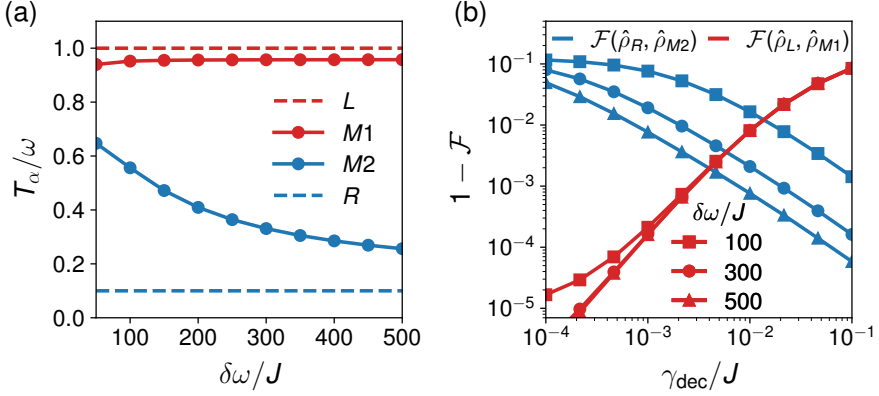 (a)
1.0
0.8
0.6
0.4
0.2
0.0
T_α/ω
L
M1
M2
R
100 200 300 400 500
δω/J
(b)
F(ρ̂_R, ρ̂_M2) F(ρ̂_L, ρ̂_M1)
10⁻¹
10⁻²
10⁻³
10⁻⁴
10⁻⁵
1 − F
δω/J
100
300
500
10⁻⁴ 10⁻³ 10⁻² 10⁻¹
γ_dec/J